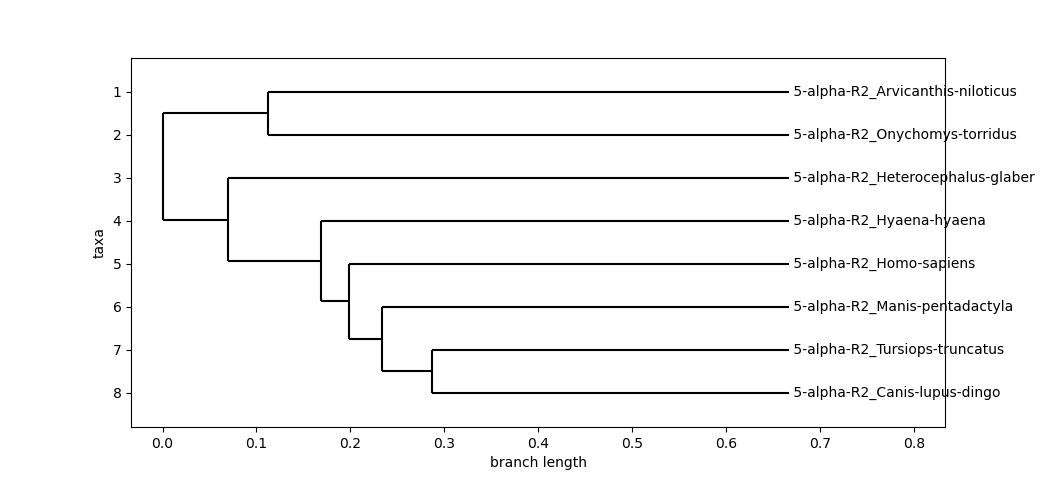 1 5-alpha-R2_Arvicanthis-niloticus
2 5-alpha-R2_Onychomys-torridus
3 5-alpha-R2_Heterocephalus-glaber
4 5-alpha-R2_Hyaena-hyaena
taxa
5 5-alpha-R2_Homo-sapiens
6 5-alpha-R2_Manis-pentadactyla
7 5-alpha-R2_Tursiops-truncatus
8 5-alpha-R2_Canis-lupus-dingo
0.0 0.1 0.2 0.3 0.4 0.5 0.6 0.7 0.8
branch length